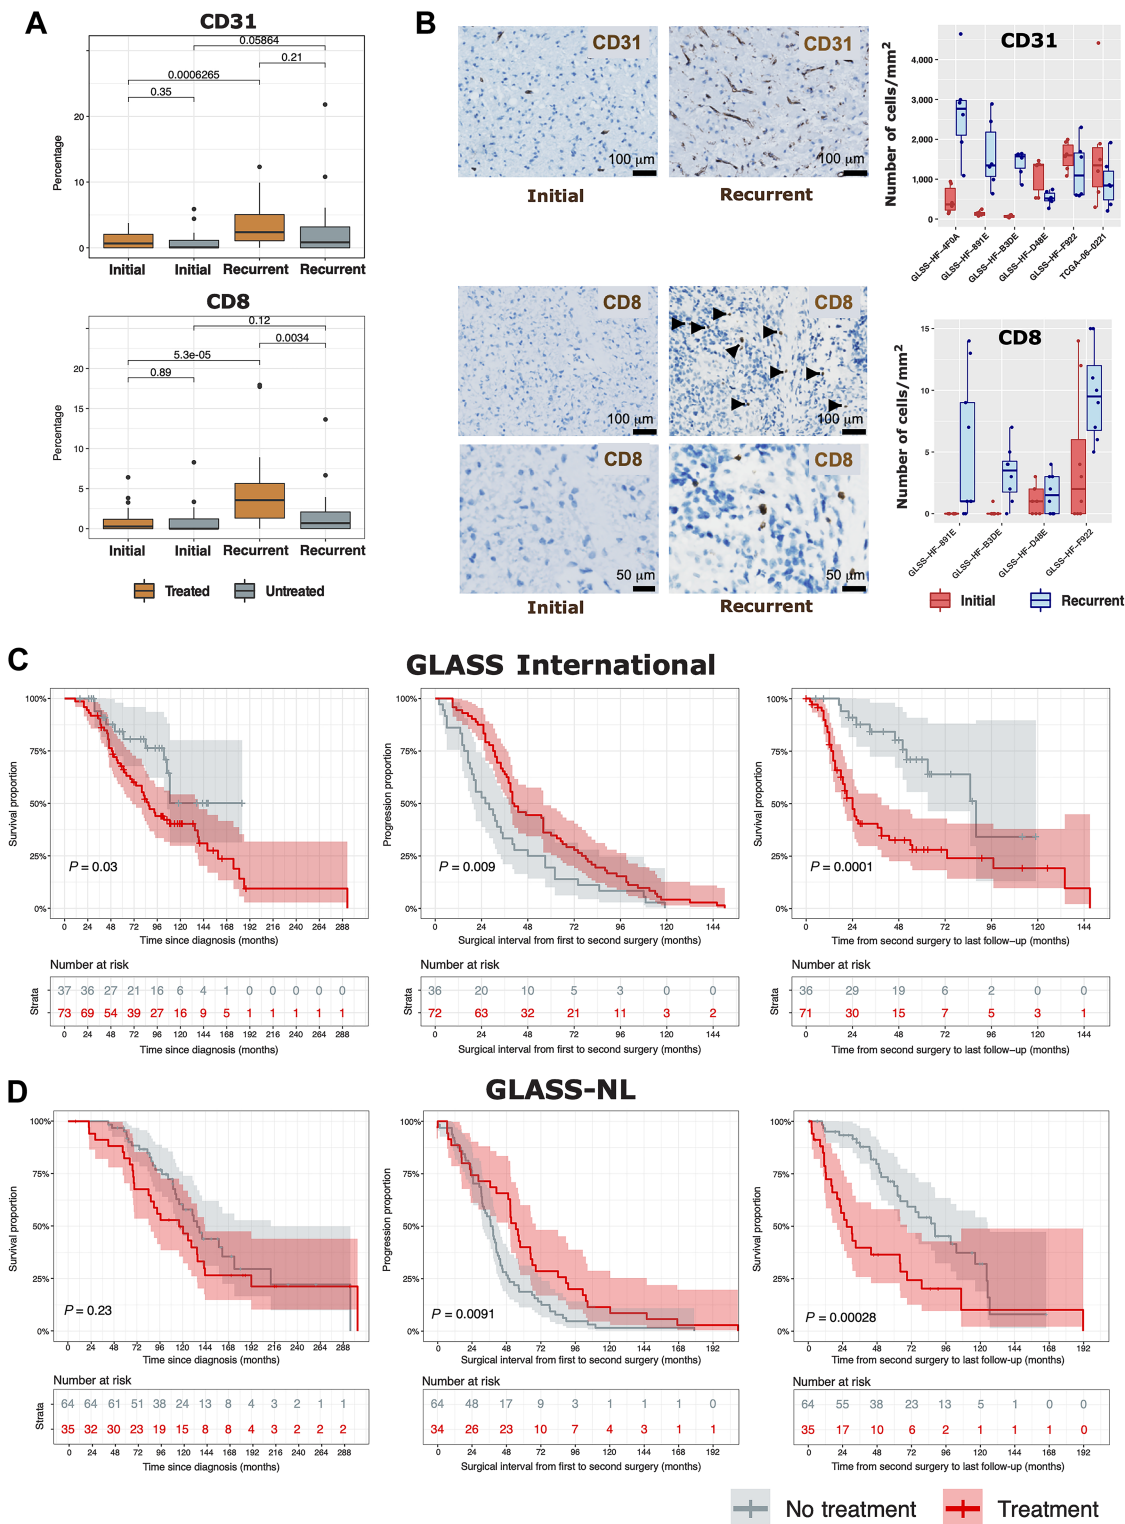 A
CD31
0.05864
0.21
0.0006265
0.35
20
10
0
Percentage
Initial Initial Recurrent Recurrent
CD8
0.12
0.0034
5.3e-05
0.89
20
15
10
5
0
Percentage
Initial Initial Recurrent Recurrent
Treated Untreated
B
CD31 CD31
100 µm 100 µm
Initial Recurrent
CD31
Number of cells/mm²
4,000
3,000
2,000
1,000
0
GLSS-HF-4F0A
GLSS-HF-891E
GLSS-HF-B3DE
GLSS-HF-D48E
GLSS-HF-F922
TCGA-06-0221
CD8 CD8
100 µm 100 µm
CD8 CD8
50 µm 50 µm
Initial Recurrent
CD8
Number of cells/mm²
15
10
5
0
GLSS-HF-891E
GLSS-HF-B3DE
GLSS-HF-D48E
GLSS-HF-F922
Initial Recurrent
C
GLASS International
Survival proportion
100%
75%
50%
25%
0%
P = 0.03
0 24 48 72 96 120 144 168 192 216 240 264 288
Time since diagnosis (months)
Number at risk
Strata
37 36 27 21 16 6 4 1 0 0 0 0 0
73 69 54 39 27 16 9 5 1 1 1 1 1
0 24 48 72 96 120 144 168 192 216 240 264 288
Time since diagnosis (months)
Progression proportion
100%
75%
50%
25%
0%
P = 0.009
0 24 48 72 96 120 144
Surgical interval from first to second surgery (months)
Number at risk
Strata
36 20 10 5 3 0 0
72 63 32 21 11 3 2
0 24 48 72 96 120 144
Surgical interval from first to second surgery (months)
Survival proportion
100%
75%
50%
25%
0%
P = 0.0001
0 24 48 72 96 120 144
Time from second surgery to last follow–up (months)
Number at risk
Strata
36 29 19 6 2 0 0
71 30 15 7 5 3 1
0 24 48 72 96 120 144
Time from second surgery to last follow–up (months)
D
GLASS-NL
Survival proportion
100%
75%
50%
25%
0%
P = 0.23
0 24 48 72 96 120 144 168 192 216 240 264 288
Time since diagnosis (months)
Number at risk
Strata
64 64 61 51 38 24 13 8 4 3 2 1 1
35 32 30 23 19 15 8 8 4 3 2 2 2
0 24 48 72 96 120 144 168 192 216 240 264 288
Time since diagnosis (months)
Progression proportion
100%
75%
50%
25%
0%
P = 0.0091
0 24 48 72 96 120 144 168 192
Surgical interval from first to second surgery (months)
Number at risk
64 48 17 9 3 1 1 1 0
34 26 23 10 7 4 3 1 1
0 24 48 72 96 120 144 168 192
Surgical interval from first to second surgery (months)
Survival proportion
100%
75%
50%
25%
0%
P = 0.00028
0 24 48 72 96 120 144 168 192
Time from second surgery to last follow-up (months)
Number at risk
64 55 38 23 13 5 1 0 0
35 17 10 6 2 1 1 1 0
0 24 48 72 96 120 144 168 192
Time from second surgery to last follow-up (months)
No treatment Treatment